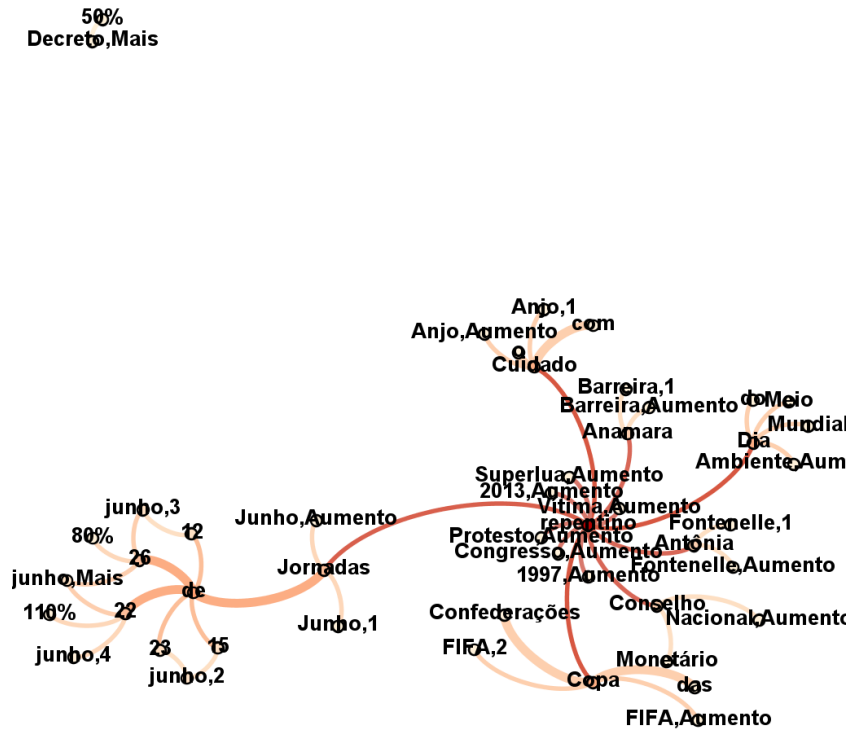 50%
Decreto,Mais
Anjo,1
com
Anjo,Aumento
o
Cuidado
Barreira,1
Barreira,Aumento
Anamara
do
Meio
Mundial
Dia
Ambiente,Aum
Superlua,Aumento
2013,Aumento
Vítima,Aumento
repentino
Protesto,Aumento
Congresso,Aumento
1997,Aumento
Fontenelle,1
Antônia
Fontenelle,Aumento
Conselho
Nacional,Aumento
Monetário
das
FIFA,Aumento
Copa
Confederações
FIFA,2
junho,3
80%
12
26
junho,Mais
110%
22
de
junho,4
23
15
junho,2
Junho,Aumento
Jornadas
Junho,1